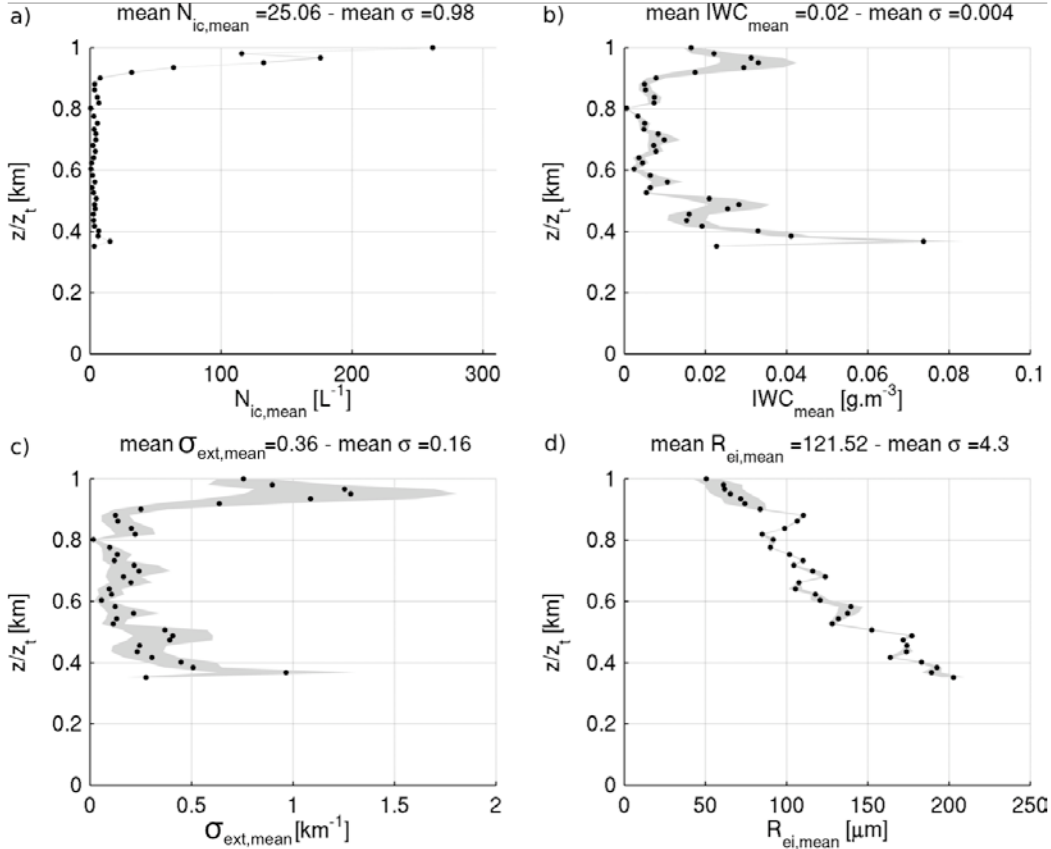 a) mean N_ic,mean =25.06 - mean σ =0.98
1
0.8
0.6
0.4
0.2
0
z/z_t [km]
0 100 200 300
N_ic,mean [L⁻¹]
b) mean IWC_mean =0.02 - mean σ =0.004
1
0.8
0.6
0.4
0.2
0
z/z_t [km]
0 0.02 0.04 0.06 0.08 0.1
IWC_mean [g.m⁻³]
c) mean σ_ext,mean=0.36 - mean σ =0.16
1
0.8
0.6
0.4
0.2
0
z/z_t [km]
0 0.5 1 1.5 2
σ_ext,mean [km⁻¹]
d) mean R_ei,mean =121.52 - mean σ =4.3
1
0.8
0.6
0.4
0.2
0
z/z_t [km]
0 50 100 150 200 250
R_ei,mean [μm]